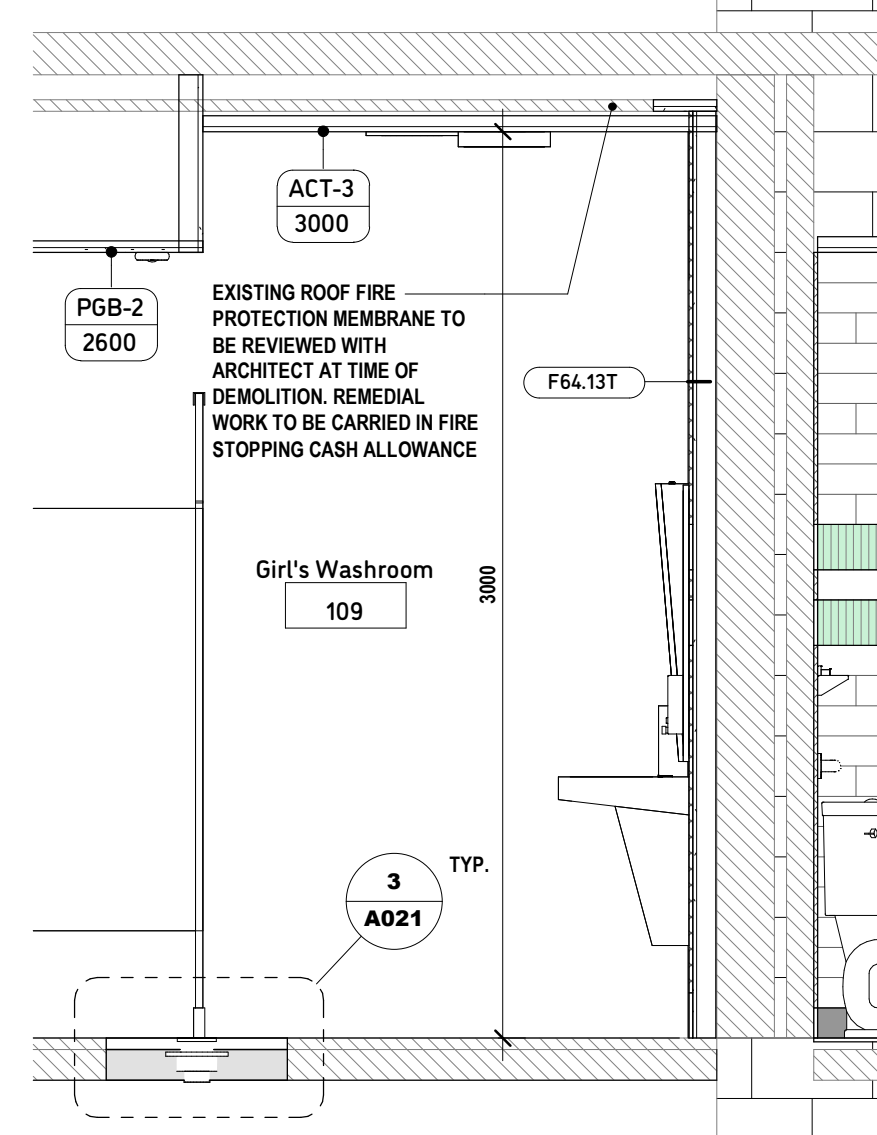 ACT-3
3000
PGB-2
2600
EXISTING ROOF FIRE
PROTECTION MEMBRANE TO
BE REVIEWED WITH
ARCHITECT AT TIME OF
DEMOLITION. REMEDIAL
WORK TO BE CARRIED IN FIRE
STOPPING CASH ALLOWANCE
F64.13T
Girl's Washroom
109
3000
3
A021
TYP.